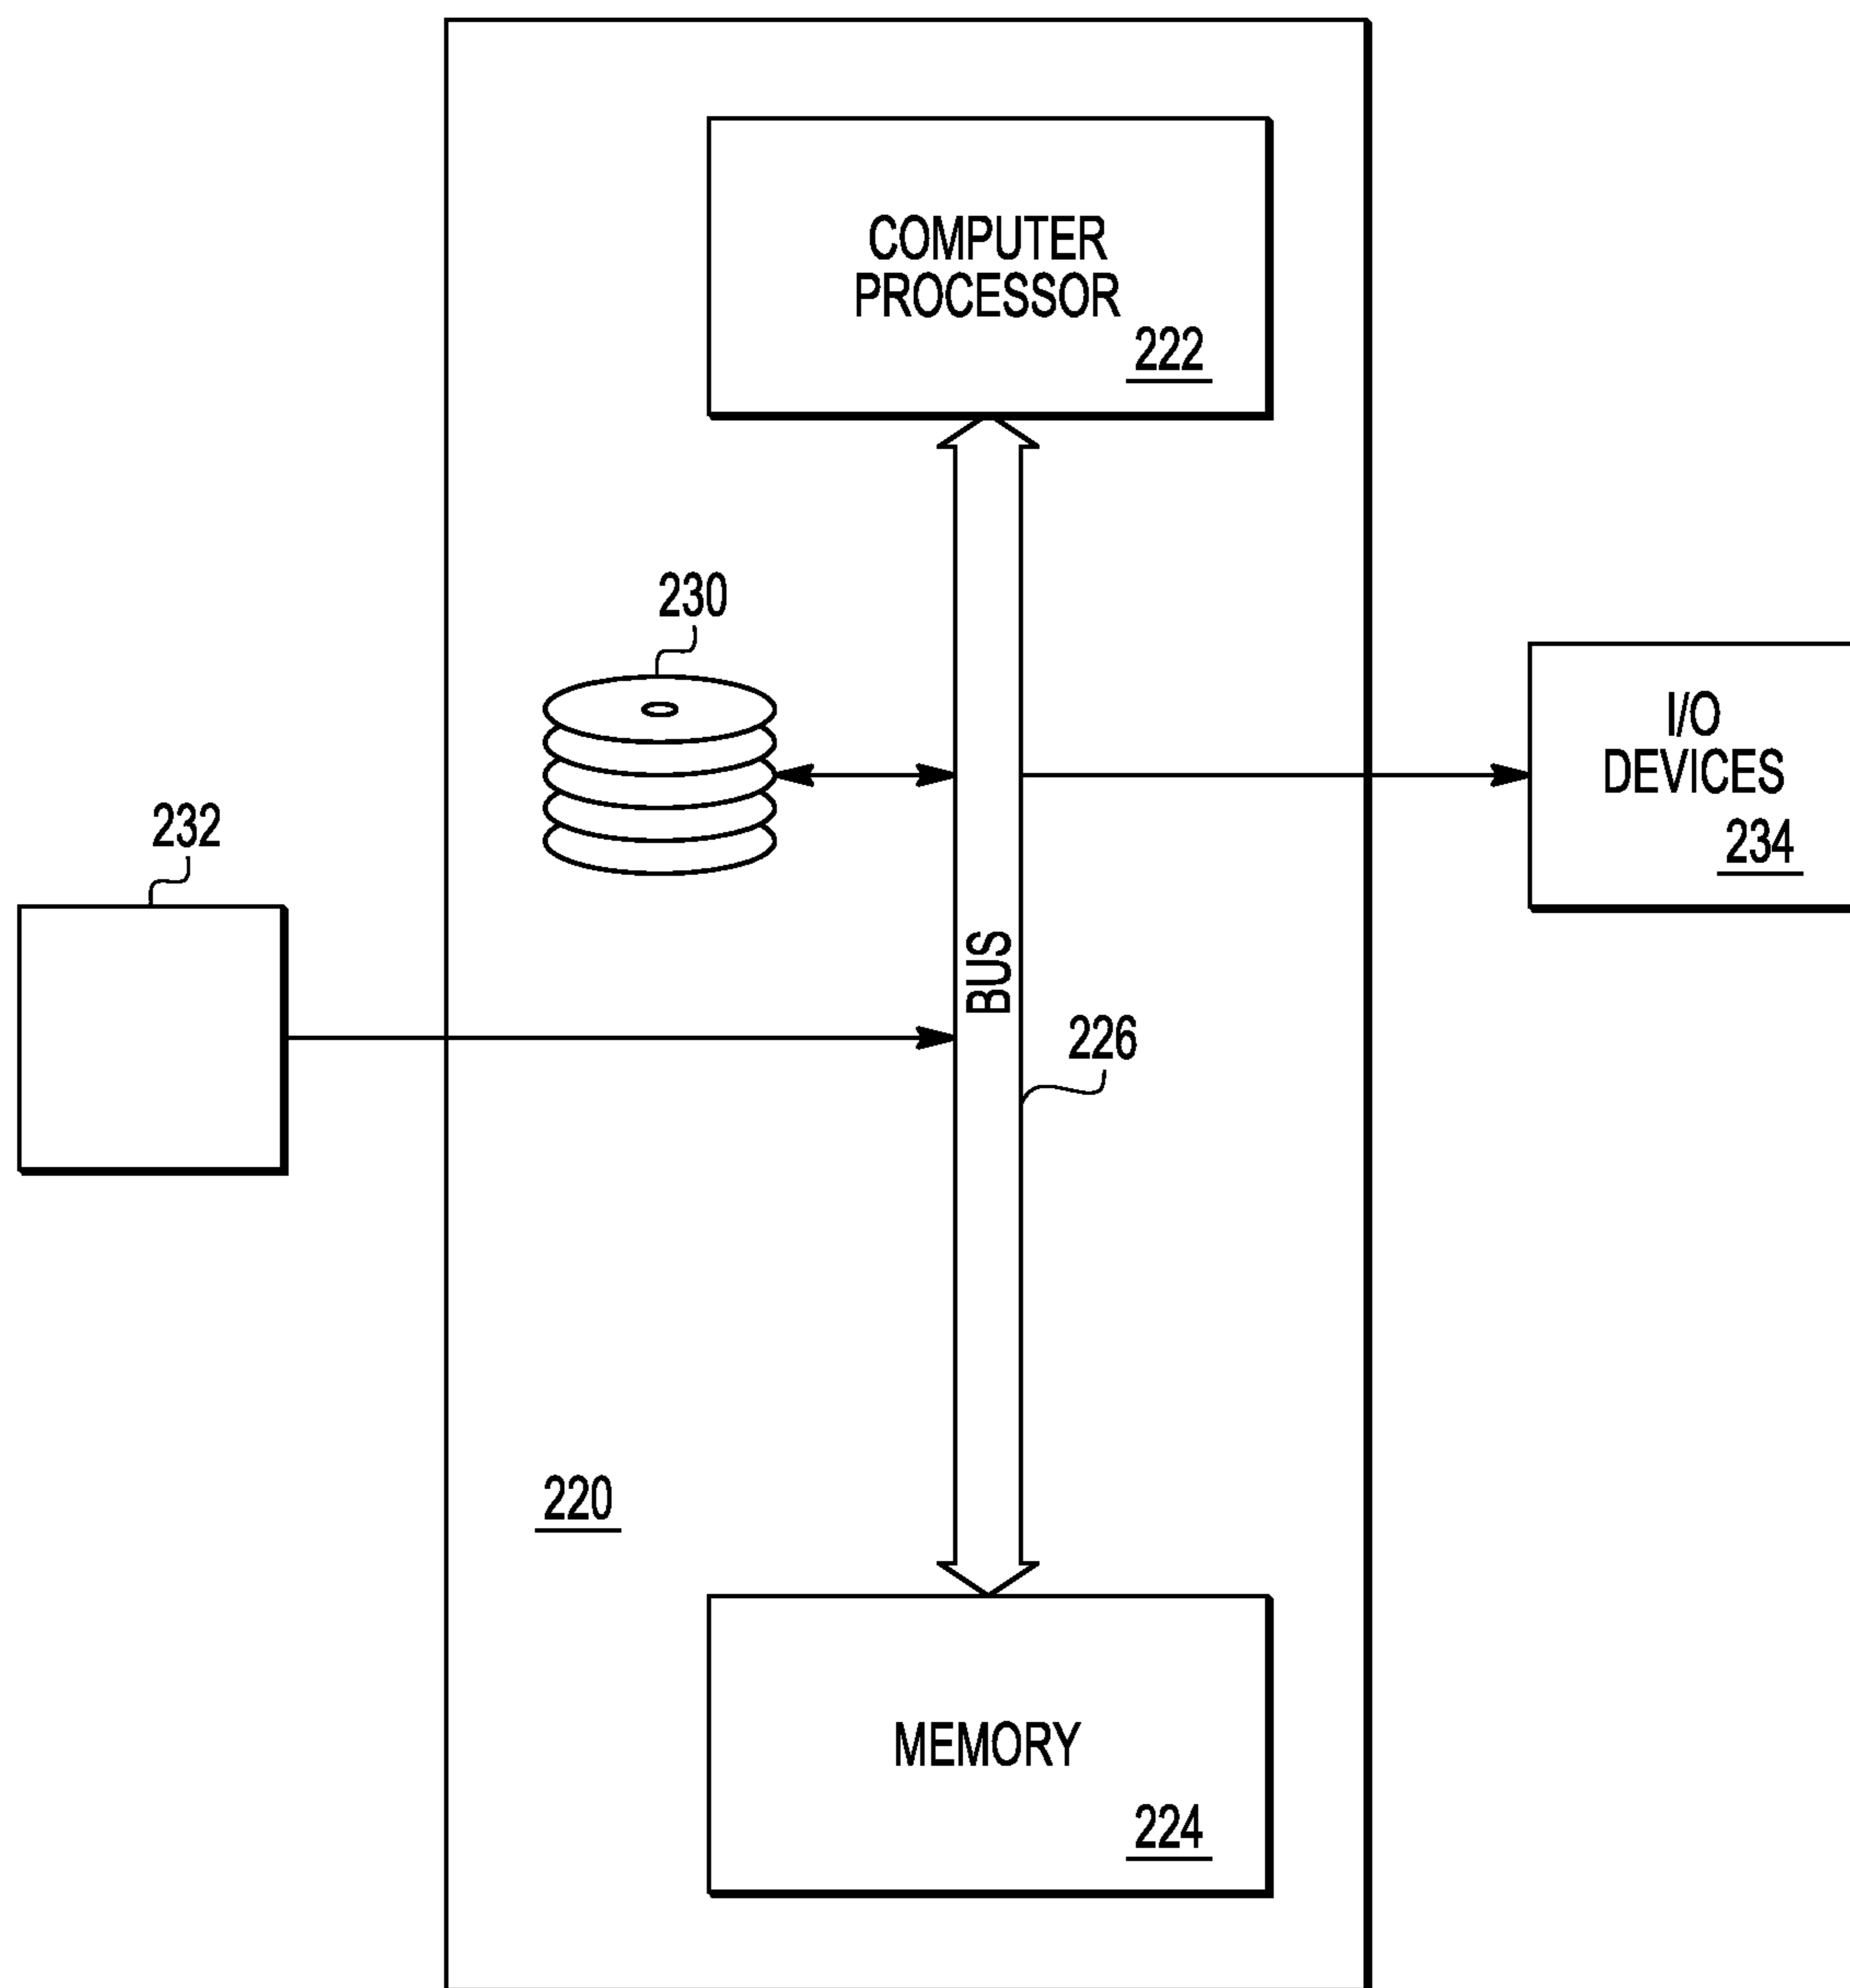 COMPUTER
PROCESSOR
222
230
I/O
DEVICES
234
232
BUS
226
220
MEMORY
224